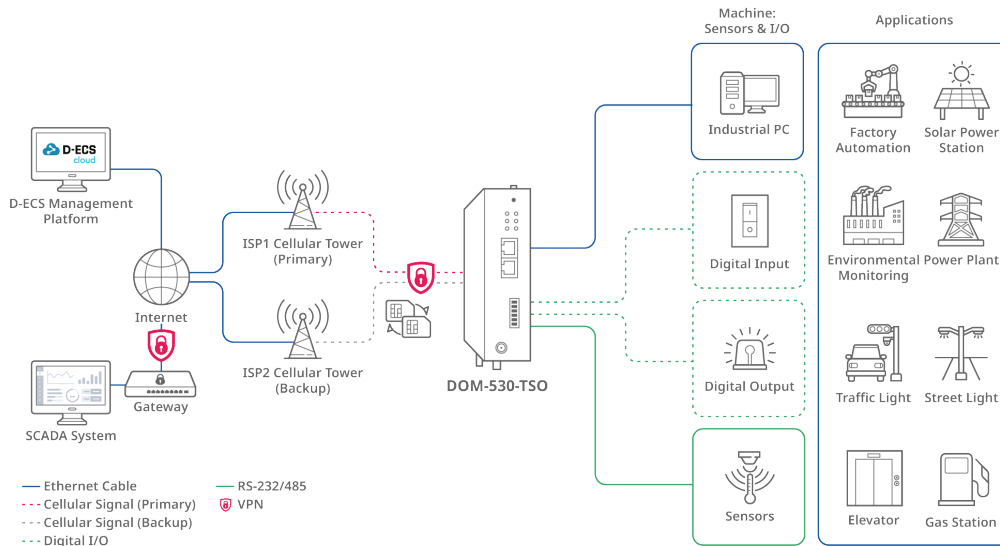 Machine:
Sensors & I/O
Applications
D-ECS
cloud
D-ECS Management
Platform
Internet
Gateway
SCADA System
ISP1 Cellular Tower
(Primary)
ISP2 Cellular Tower
(Backup)
DOM-530-TSO
Industrial PC
Digital Input
Digital Output
Sensors
Factory
Automation
Solar Power
Station
Environmental
Monitoring
Power Plant
Traffic Light
Street Light
Elevator
Gas Station
Ethernet Cable
Cellular Signal (Primary)
Cellular Signal (Backup)
Digital I/O
RS-232/485
VPN